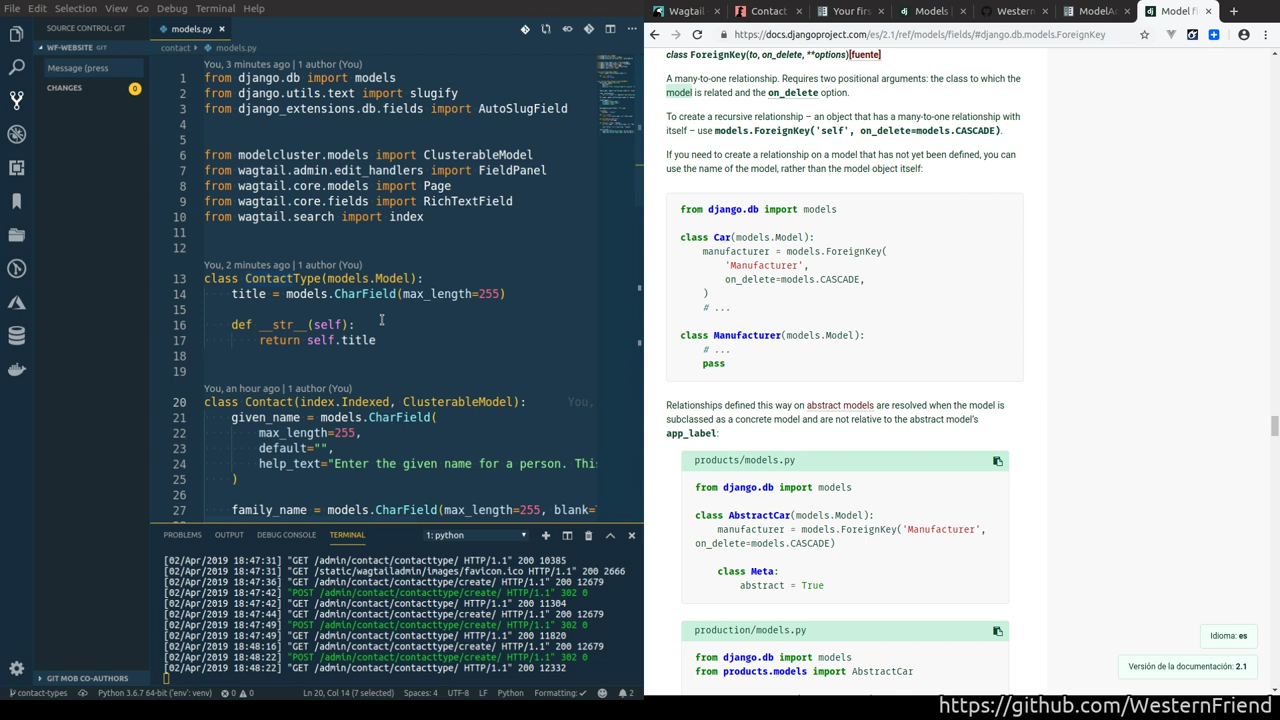 File Edit Selection View Go Debug Terminal Help
SOURCE CONTROL: GIT
WF-WEBSITE GIT
Message (press
CHANGES 0
GIT MOB CO-AUTHORS
models.py
contact > models.py
You, 3 minutes ago | 1 author (You)
1 from django.db import models
2 from django.utils.text import slugify
3 from django_extensions.db.fields import AutoSlugField
4
5
6 from modelcluster.models import ClusterableModel
7 from wagtail.admin.edit_handlers import FieldPanel
8 from wagtail.core.models import Page
9 from wagtail.core.fields import RichTextField
10 from wagtail.search import index
11
12
You, 2 minutes ago | 1 author (You)
13 class ContactType(models.Model):
14 title = models.CharField(max_length=255)
15
16 def __str__(self):
17 return self.title
18
19
You, an hour ago | 1 author (You)
20 class Contact(index.Indexed, ClusterableModel): You,
21 given_name = models.CharField(
22 max_length=255,
23 default="",
24 help_text="Enter the given name for a person. This
25 )
26
27 family_name = models.CharField(max_length=255, blank=
PROBLEMS OUTPUT DEBUG CONSOLE TERMINAL 1: python
[02/Apr/2019 18:47:31] "GET /admin/contact/contacttype/ HTTP/1.1" 200 10385
[02/Apr/2019 18:47:31] "GET /static/wagtailadmin/images/favicon.ico HTTP/1.1" 200 2666
[02/Apr/2019 18:47:36] "GET /admin/contact/contacttype/create/ HTTP/1.1" 200 12679
[02/Apr/2019 18:47:42] "POST /admin/contact/contacttype/create/ HTTP/1.1" 302 0
[02/Apr/2019 18:47:42] "GET /admin/contact/contacttype/ HTTP/1.1" 200 11304
[02/Apr/2019 18:47:44] "GET /admin/contact/contacttype/create/ HTTP/1.1" 200 12679
[02/Apr/2019 18:47:49] "POST /admin/contact/contacttype/create/ HTTP/1.1" 302 0
[02/Apr/2019 18:47:49] "GET /admin/contact/contacttype/ HTTP/1.1" 200 11820
[02/Apr/2019 18:48:16] "GET /admin/contact/contacttype/create/ HTTP/1.1" 200 12679
[02/Apr/2019 18:48:22] "POST /admin/contact/contacttype/create/ HTTP/1.1" 302 0
[02/Apr/2019 18:48:22] "GET /admin/contact/contacttype/ HTTP/1.1" 200 12332
contact-types Python 3.6.7 64-bit ('env': venv) 0 0 Ln 20, Col 14 (7 selected) Spaces: 4 UTF-8 LF Python Formatting: ✓ 2
Wagtail Contact Your firs Models Western ModelAd Model fi
https://docs.djangoproject.com/es/2.1/ref/models/fields/#django.db.models.ForeignKey
class ForeignKey(to, on_delete, **options)[fuente]
A many-to-one relationship. Requires two positional arguments: the class to which the
model is related and the on_delete option.
To create a recursive relationship – an object that has a many-to-one relationship with
itself – use models.ForeignKey('self', on_delete=models.CASCADE).
If you need to create a relationship on a model that has not yet been defined, you can
use the name of the model, rather than the model object itself:
from django.db import models
class Car(models.Model):
manufacturer = models.ForeignKey(
'Manufacturer',
on_delete=models.CASCADE,
)
# ...
class Manufacturer(models.Model):
# ...
pass
Relationships defined this way on abstract models are resolved when the model is
subclassed as a concrete model and are not relative to the abstract model's
app_label:
products/models.py
from django.db import models
class AbstractCar(models.Model):
manufacturer = models.ForeignKey('Manufacturer',
on_delete=models.CASCADE)
class Meta:
abstract = True
production/models.py
from django.db import models
from products.models import AbstractCar
Idioma: es
Versión de la documentación: 2.1
https://github.com/WesternFriend